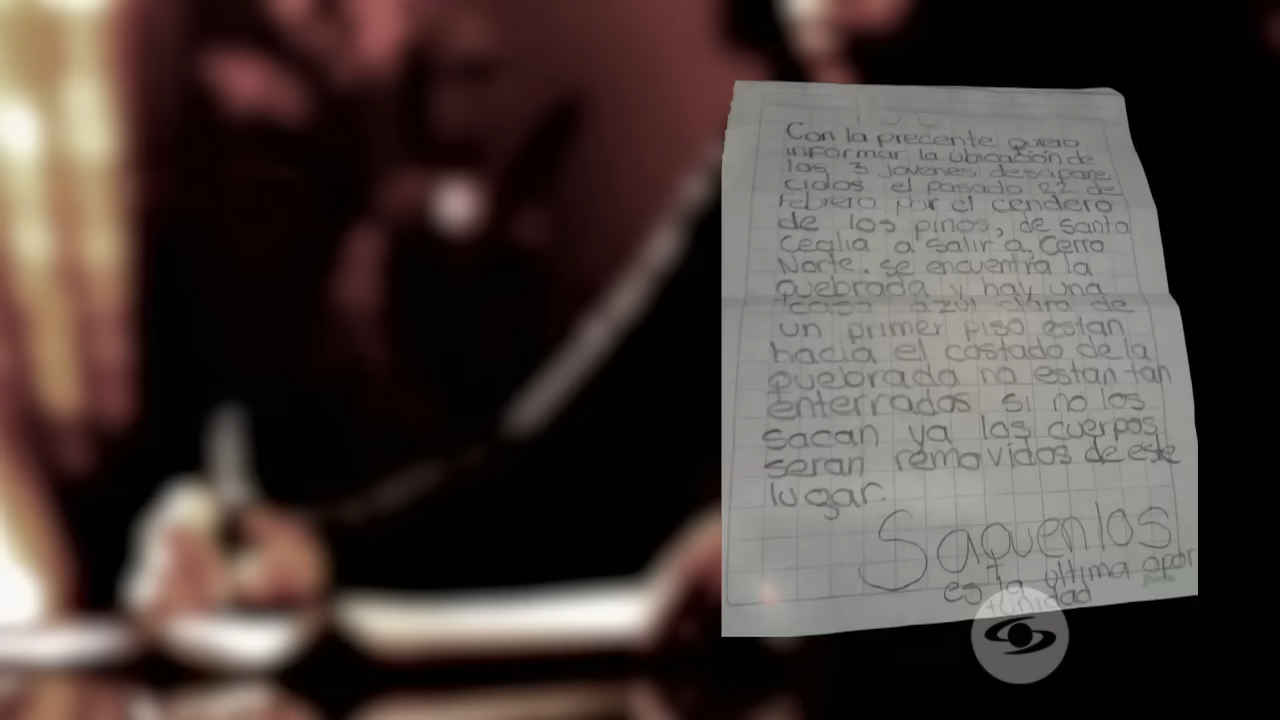 Con la precente quiero
informar la ubicación de
los 3 jovenes desapare
cidos el pasado 22 de
febrero por el cendero
de los pinos, de santa
Ceglia a salir a, Cerro
Norte. se encuentra la
quebrada y hay una
casa azul claro de
un primer piso estan
hacia el costado de la
quebrada no estan tan
enterrados si no los
sacan ya los cuerpos
seran removidos de este
lugar.
Saquenlos
es la ultima opor
tunidad